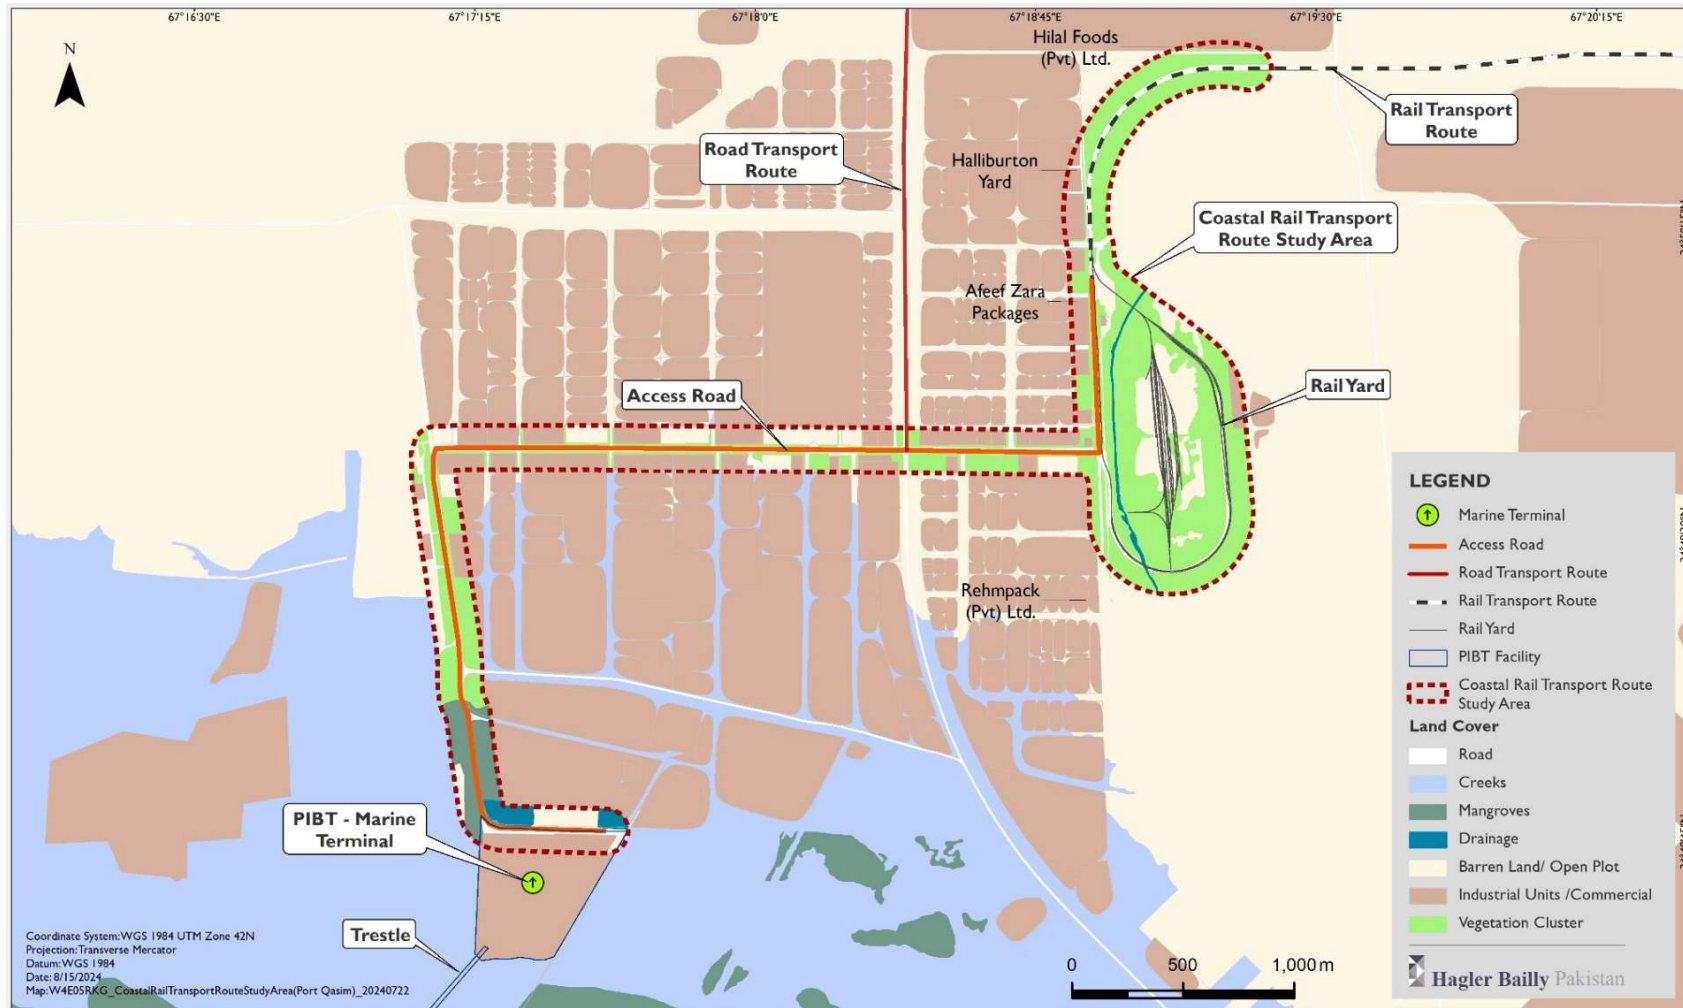 67°16'30"E
67°17'15"E
67°18'0"E
67°18'45"E
67°19'30"E
67°20'15"E
N
Hilal Foods
(Pvt) Ltd.
Rail Transport
Route
Road Transport
Route
Halliburton
Yard
Coastal Rail Transport
Route Study Area
Afeef Zara
Packages
Access Road
Rail Yard
Rehmpack
(Pvt) Ltd.
PIBT - Marine
Terminal
Trestle
LEGEND
Marine Terminal
Access Road
Road Transport Route
Rail Transport Route
Rail Yard
PIBT Facility
Coastal Rail Transport Route
Study Area
Land Cover
Road
Creeks
Mangroves
Drainage
Barren Land/ Open Plot
Industrial Units /Commercial
Vegetation Cluster
Hagler Bailly Pakistan
Coordinate System: WGS 1984 UTM Zone 42N
Projection: Transverse Mercator
Datum: WGS 1984
Date: 8/15/2024
Map: W4E05RKG_CoastalRailTransportRouteStudyArea(Port Qasim)_20240722
0 500 1,000 m